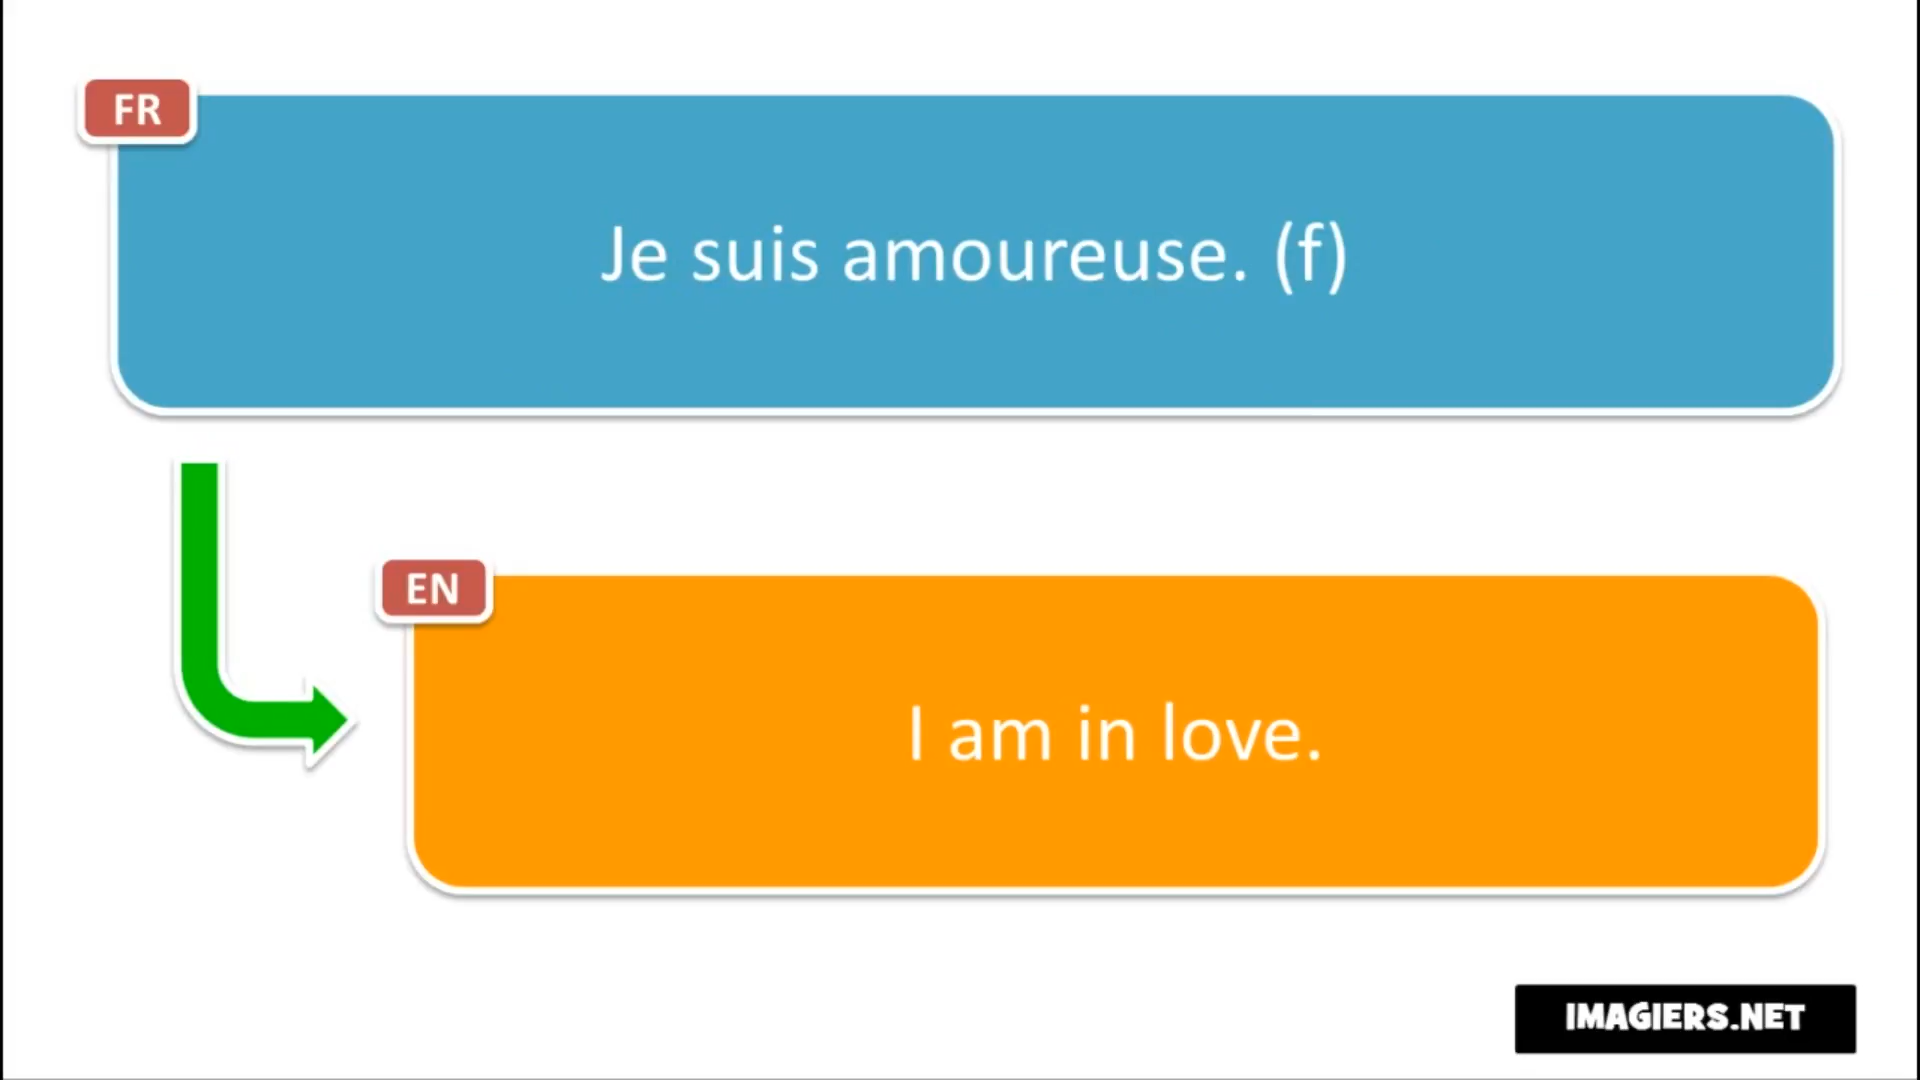 FR
Je suis amoureuse. (f)
EN
I am in love.
IMAGIERS.NET